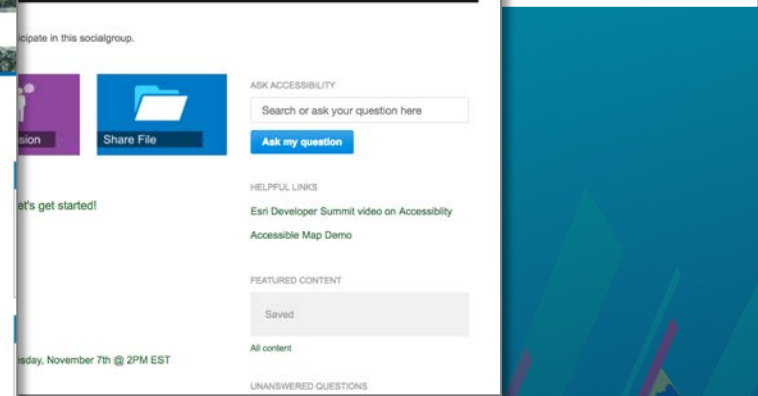 icipate in this socialgroup.
sion
Share File
et's get started!
sday, November 7th @ 2PM EST
ASK ACCESSIBILITY
Search or ask your question here
Ask my question
HELPFUL LINKS
Esri Developer Summit video on Accessiblity
Accessible Map Demo
FEATURED CONTENT
Saved
All content
UNANSWERED QUESTIONS